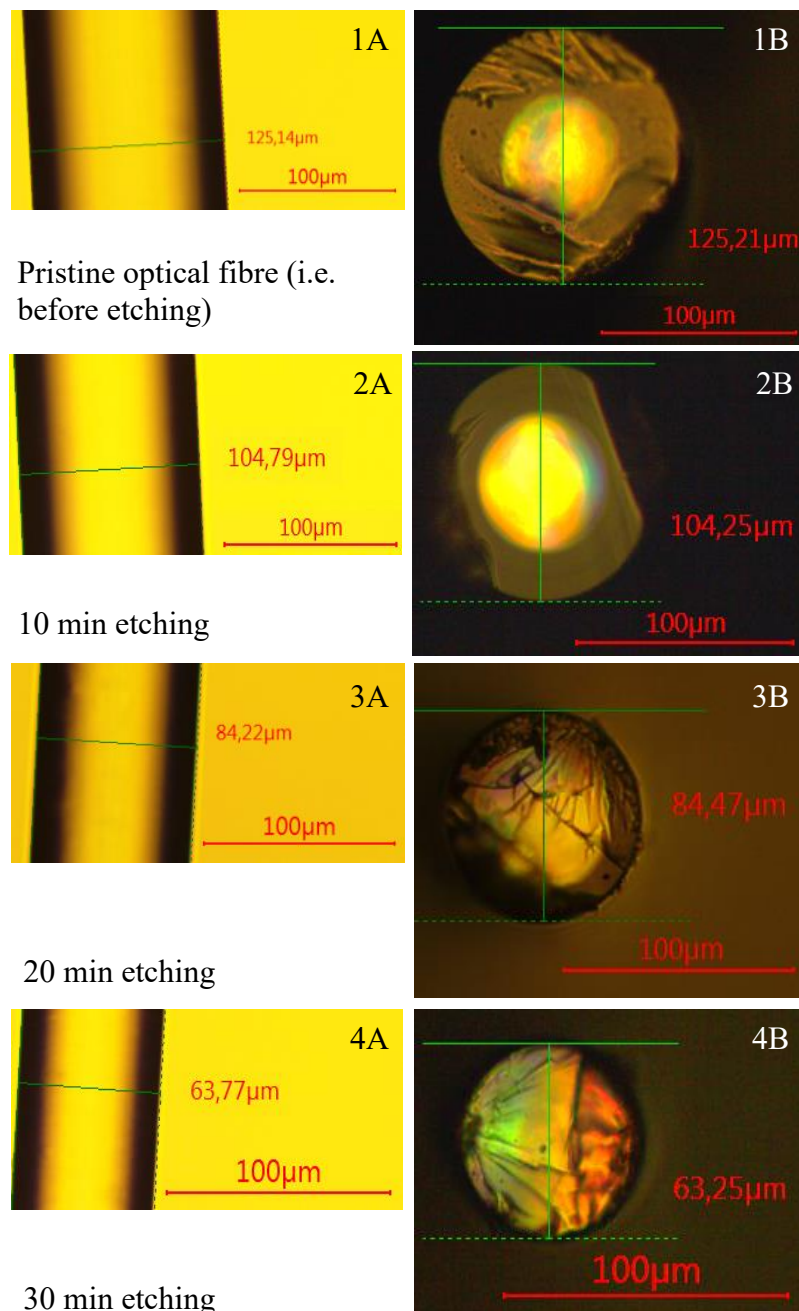 1A
125,14µm
100µm
1B
125,21µm
100µm
Pristine optical fibre (i.e.
before etching)
2A
104,79µm
100µm
2B
104,25µm
100µm
10 min etching
3A
84,22µm
100µm
3B
84,47µm
100µm
20 min etching
4A
63,77µm
100µm
4B
63,25µm
100µm
30 min etching